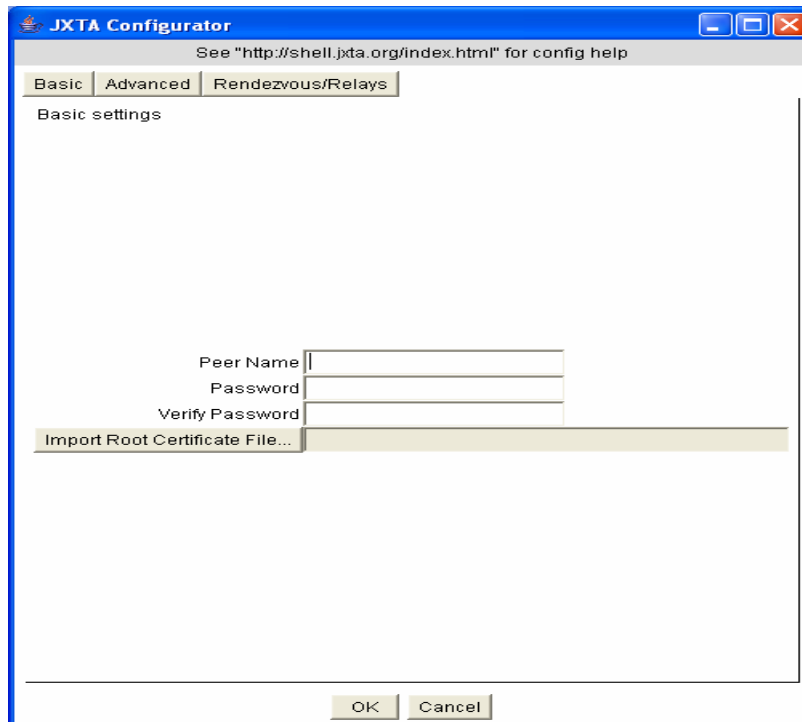 JXTA Configurator
See "http://shell.jxta.org/index.html" for config help
Basic Advanced Rendezvous/Relays
Basic settings
Peer Name
Password
Verify Password
Import Root Certificate File...
OK Cancel